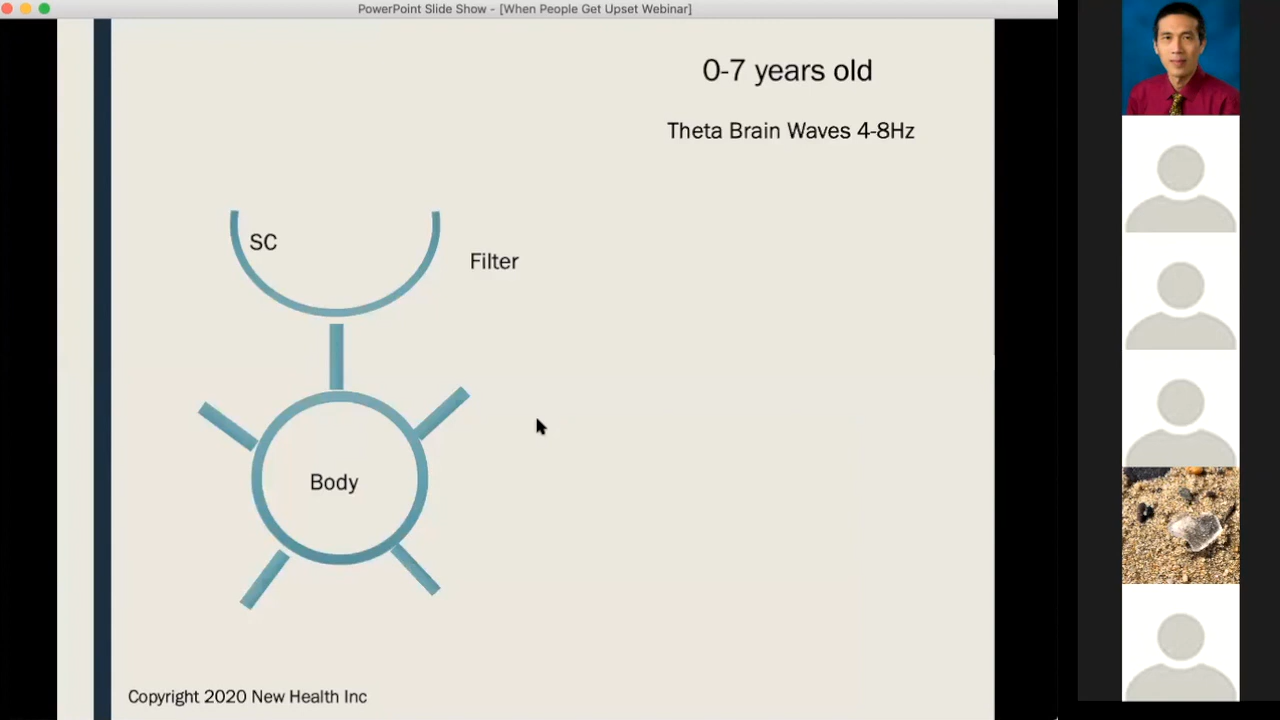 PowerPoint Slide Show - [When People Get Upset Webinar]
0-7 years old
Theta Brain Waves 4-8Hz
SC
Filter
Body
Copyright 2020 New Health Inc